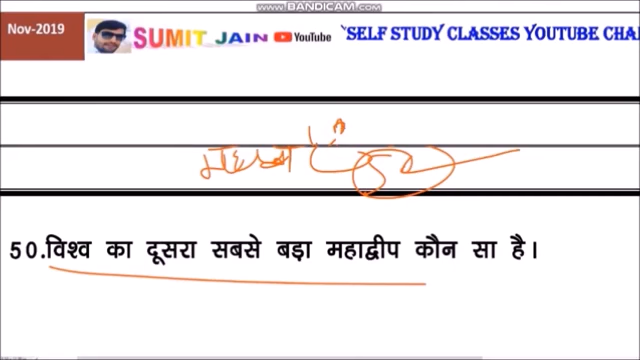 WWW.BANDICAM.COM
Nov-2019 SUMIT JAIN YouTube SELF STUDY CLASSES YOUTUBE CHA
50.विश्व का दूसरा सबसे बड़ा महाद्वीप कौन सा है।